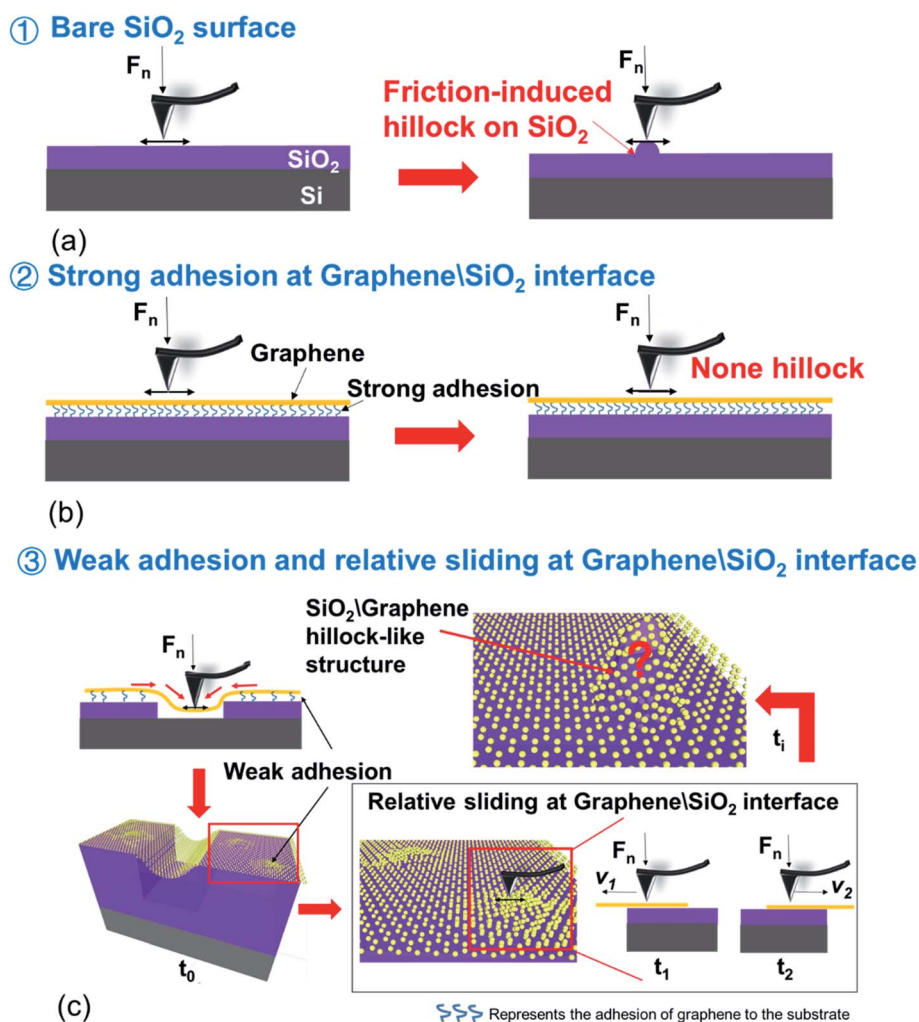 ① Bare SiO₂ surface
Fₙ
Fₙ
Friction-induced
hillock on SiO₂
SiO₂
Si
(a)
② Strong adhesion at Graphene\SiO₂ interface
Fₙ
Fₙ
Graphene
None hillock
Strong adhesion
(b)
③ Weak adhesion and relative sliding at Graphene\SiO₂ interface
SiO₂\Graphene
hillock-like
structure
?
Fₙ
tᵢ
Weak adhesion
Relative sliding at Graphene\SiO₂ interface
Fₙ
Fₙ
v₁
v₂
t₀
t₁
t₂
(c)
Represents the adhesion of graphene to the substrate